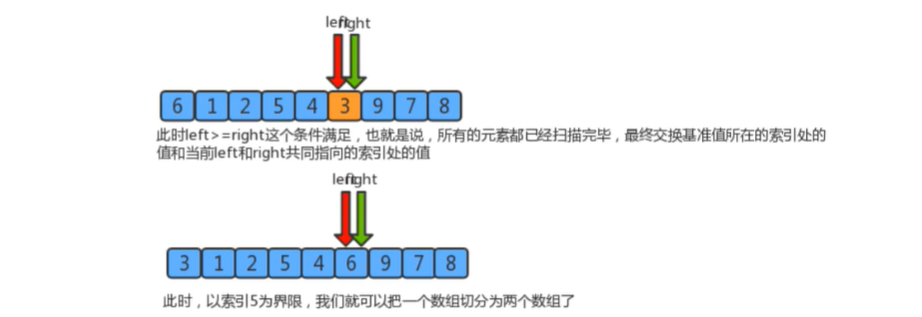 left right
6 1 2 5 4 3 9 7 8
此时left>=right这个条件满足，也就是说，所有的元素都已经扫描完毕，最终交换基准值所在的索引处的
值和当前left和right共同指向的索引处的值
left right
3 1 2 5 4 6 9 7 8
此时，以索引5为界限，我们就可以把一个数组切分为两个数组了